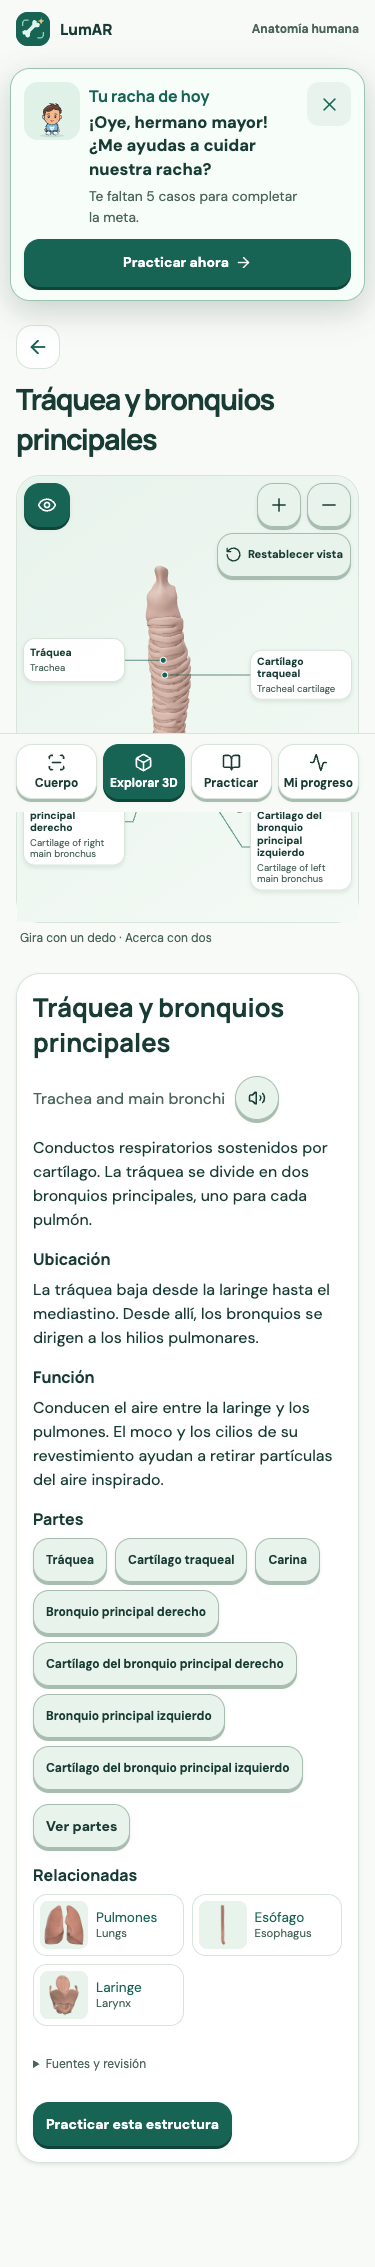 LumAR
Anatomía humana
Tu racha de hoy
¡Oye, hermano mayor!
¿Me ayudas a cuidar
nuestra racha?
Te faltan 5 casos para completar
la meta.
Practicar ahora
Tráquea y bronquios
principales
Restablecer vista
Tráquea
Trachea
Cartílago
traqueal
Tracheal cartilage
Cuerpo
Explorar 3D
Practicar
Mi progreso
principal
derecho
Cartilage of right
main bronchus
Cartílago del
bronquio
principal
izquierdo
Cartilage of left
main bronchus
Gira con un dedo · Acerca con dos
Tráquea y bronquios
principales
Trachea and main bronchi
Conductos respiratorios sostenidos por
cartílago. La tráquea se divide en dos
bronquios principales, uno para cada
pulmón.
Ubicación
La tráquea baja desde la laringe hasta el
mediastino. Desde allí, los bronquios se
dirigen a los hilios pulmonares.
Función
Conducen el aire entre la laringe y los
pulmones. El moco y los cilios de su
revestimiento ayudan a retirar partículas
del aire inspirado.
Partes
Tráquea
Cartílago traqueal
Carina
Bronquio principal derecho
Cartílago del bronquio principal derecho
Bronquio principal izquierdo
Cartílago del bronquio principal izquierdo
Ver partes
Relacionadas
Pulmones
Lungs
Esófago
Esophagus
Laringe
Larynx
Fuentes y revisión
Practicar esta estructura